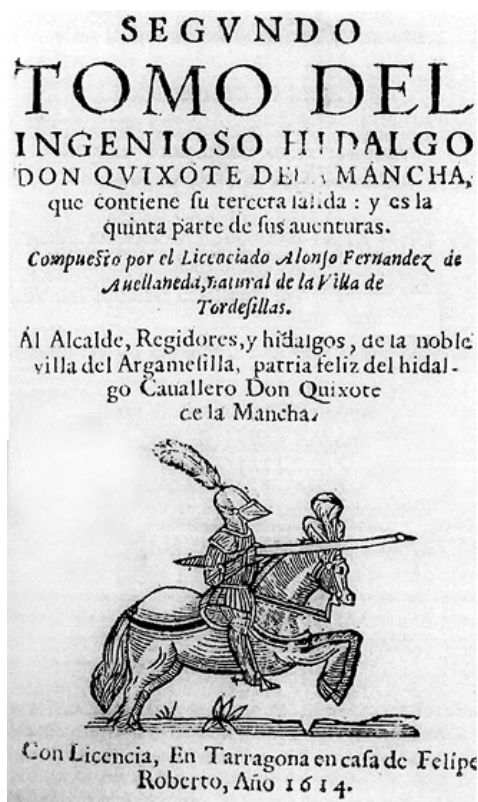 SEGVNDO
TOMO DEL
INGENIOSO HIDALGO
DON QVIXOTE DE LA MANCHA,
que contiene ſu tercera ſalida : y es la
quinta parte de ſus auenturas.
Compueſto por el Licenciado Alonſo Fernandez de
Auellaneda, natural de la Villa de
Tordeſillas.
Al Alcalde, Regidores, y hidalgos, de la noble
villa del Argameſilla, patria feliz del hidal-
go Cauallero Don Quixote
de la Mancha.
Con Licencia, En Tarragona en caſa de Felipe
Roberto, Año 1614.